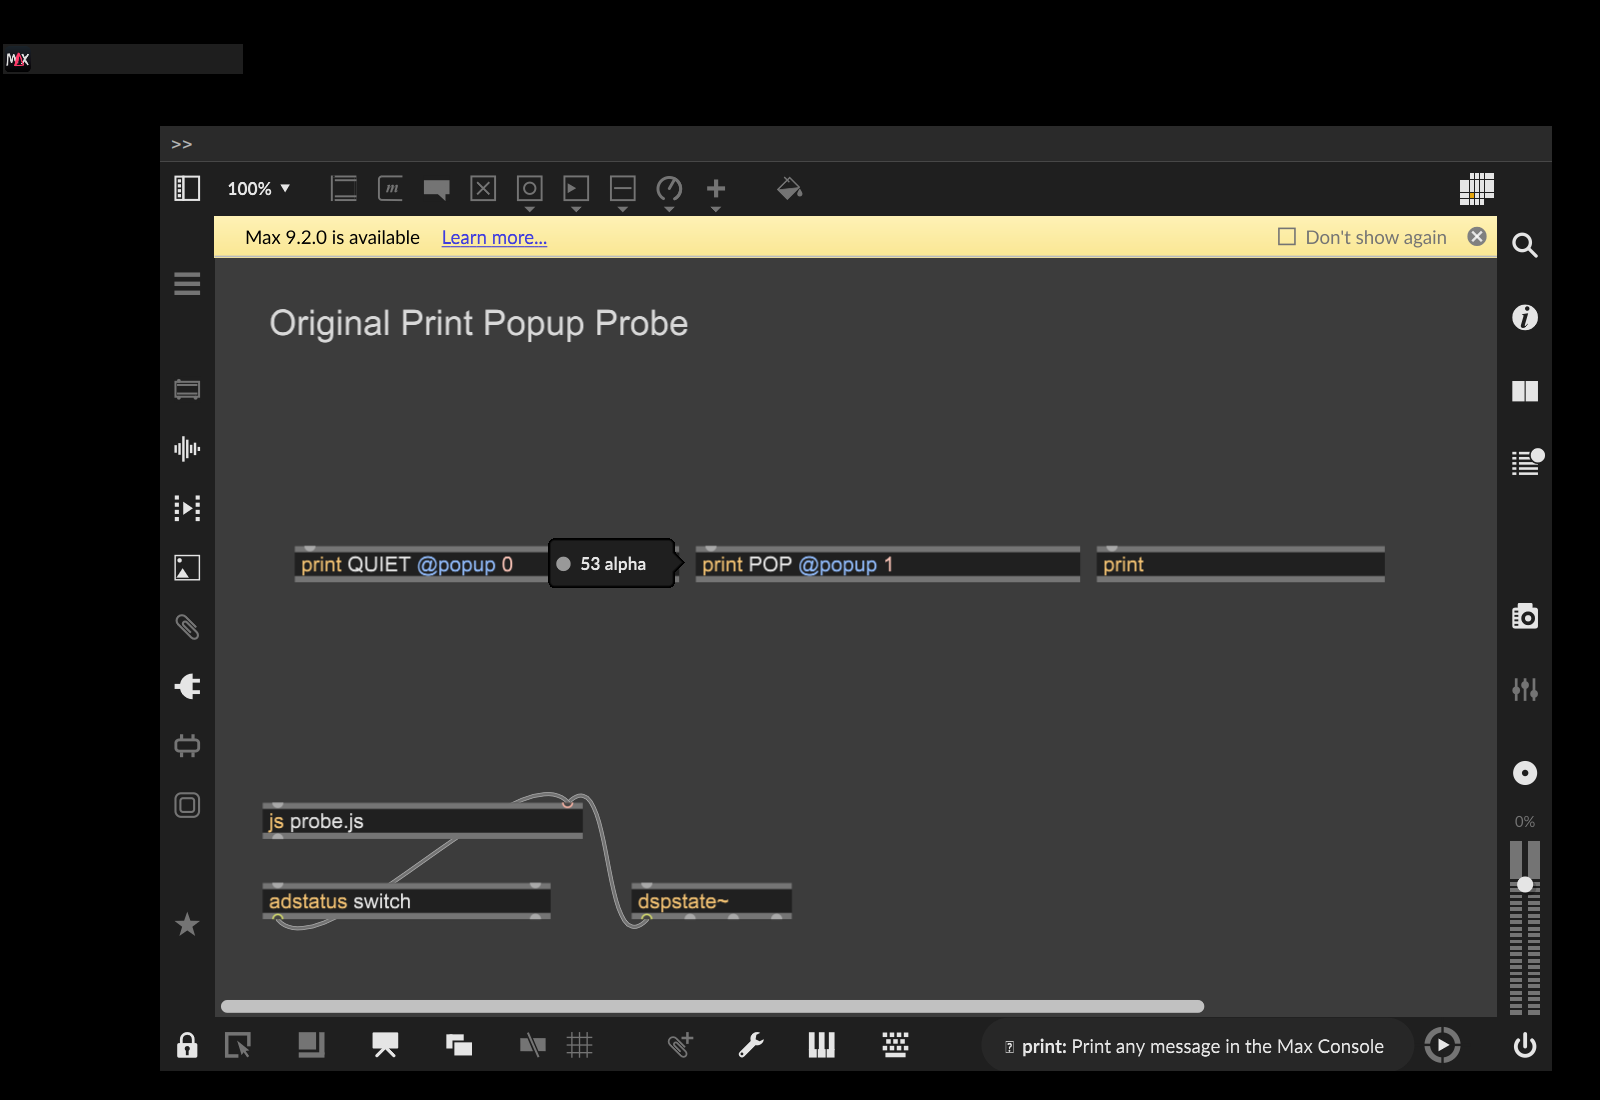 MAX
>>
100%
m
Max 9.2.0 is available Learn more... Don't show again
Original Print Popup Probe
print QUIET @popup 0
53 alpha
print POP @popup 1
print
js probe.js
0%
adstatus switch
dspstate~
print: Print any message in the Max Console